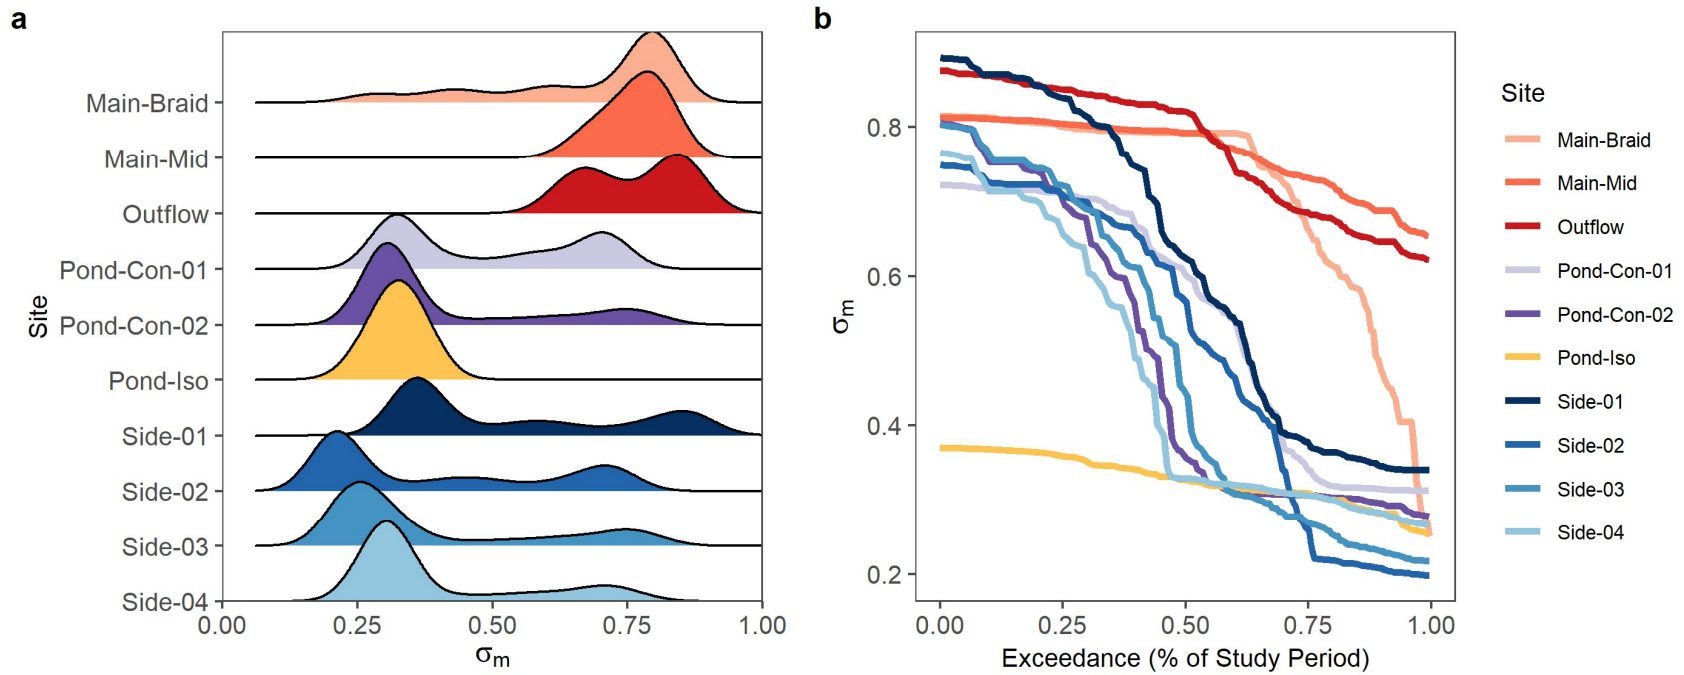 a
Main-Braid
Main-Mid
Outflow
Pond-Con-01
Pond-Con-02
Pond-Iso
Side-01
Side-02
Side-03
Side-04
Site
0.00 0.25 0.50 0.75 1.00
σm
b
0.8
0.6
0.4
0.2
σm
0.00 0.25 0.50 0.75 1.00
Exceedance (% of Study Period)
Site
Main-Braid
Main-Mid
Outflow
Pond-Con-01
Pond-Con-02
Pond-Iso
Side-01
Side-02
Side-03
Side-04